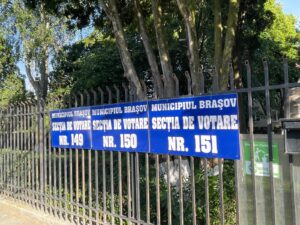 MUNICIPIUL BRAȘOV
SECȚIA DE VOTARE
NR. 149
MUNICIPIUL BRAȘOV
SECȚIA DE VOTARE
NR. 150
MUNICIPIUL BRAȘOV
SECȚIA DE VOTARE
NR. 151